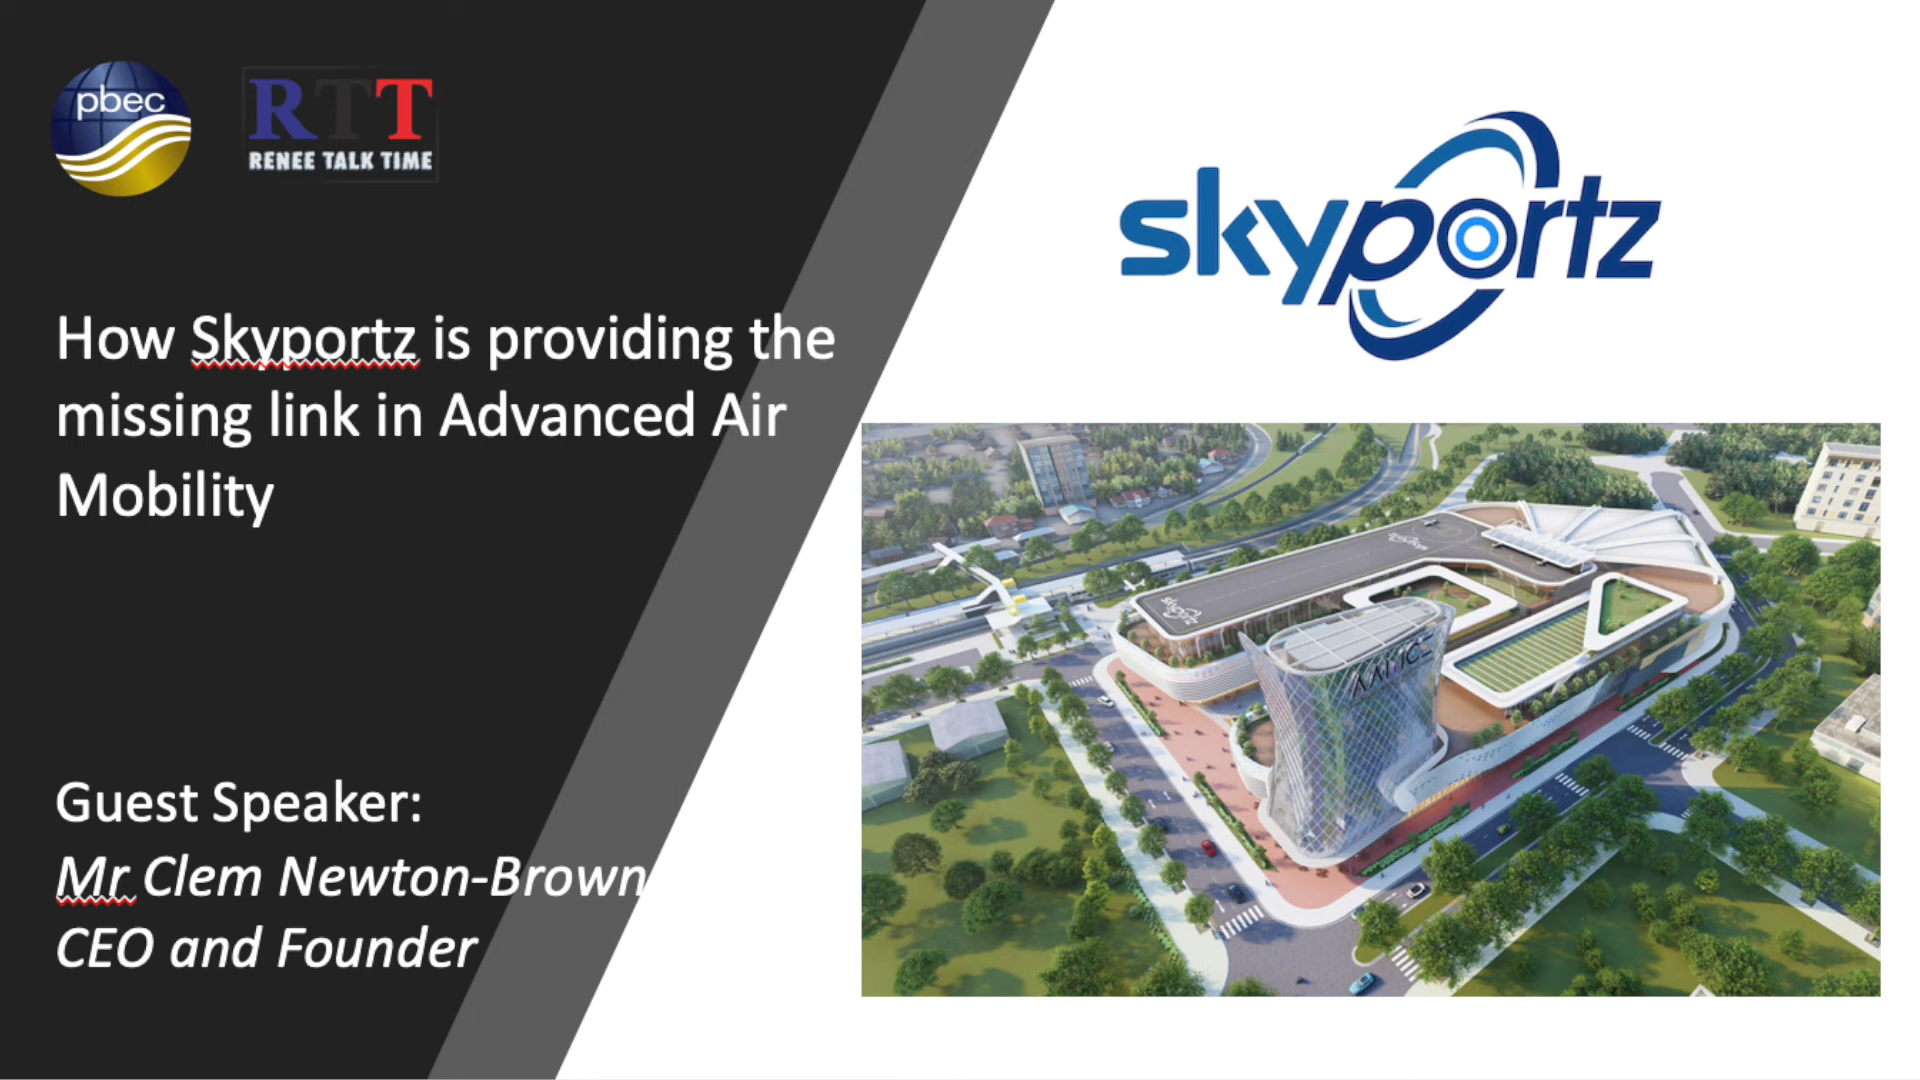 pbec
RTT
RENEE TALK TIME
skyportz
How Skyportz is providing the
missing link in Advanced Air
Mobility
skyportz
Guest Speaker:
Mr Clem Newton-Brown
CEO and Founder